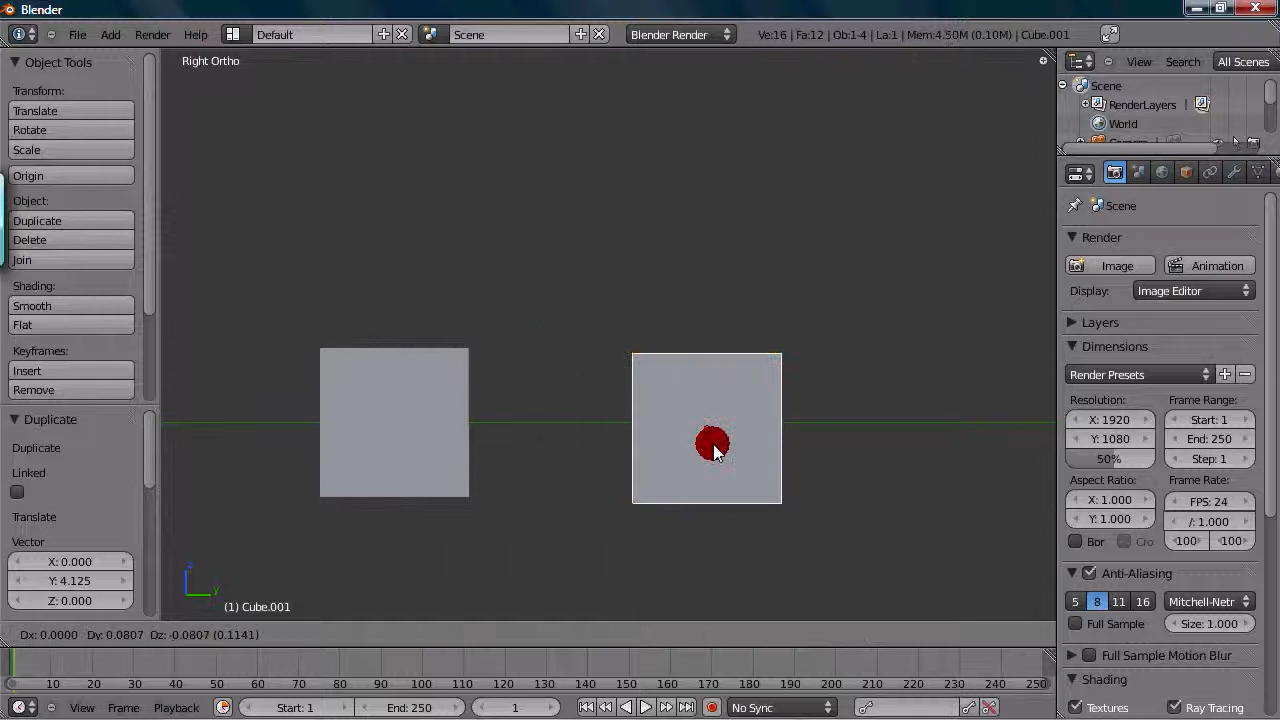 Blender
File Add Render Help Default Scene Blender Render Ve:16 | Fa:12 | Ob:1-4 | La:1 | Mem:4.50M (0.10M) | Cube.001
Object Tools
Transform:
Translate
Rotate
Scale
Origin
Object:
Duplicate
Delete
Join
Shading:
Smooth
Flat
Keyframes:
Insert
Remove
Duplicate
Duplicate
Linked
Translate
Vector
X: 0.000
Y: 4.125
Z: 0.000
Right Ortho
z
y
(1) Cube.001
Dx: 0.0000 Dy: 0.0807 Dz: -0.0807 (0.1141)
0 10 20 30 40 50 60 70 80 90 100 110 120 130 140 150 160 170 180 190 200 210 220 230 240 250
View Frame Playback Start: 1 End: 250 1 No Sync
View Search All Scenes
Scene
RenderLayers |
World
Scene
Render
Image Animation
Display: Image Editor
Layers
Dimensions
Render Presets
Resolution: Frame Range:
X: 1920 Start: 1
Y: 1080 End: 250
50% Step: 1
Aspect Ratio: Frame Rate:
X: 1.000 FPS: 24
Y: 1.000 /: 1.000
Bor Cro 100 100
Anti-Aliasing
5 8 11 16 Mitchell-Netr
Full Sample Size: 1.000
Full Sample Motion Blur
Shading
Textures Ray Tracing